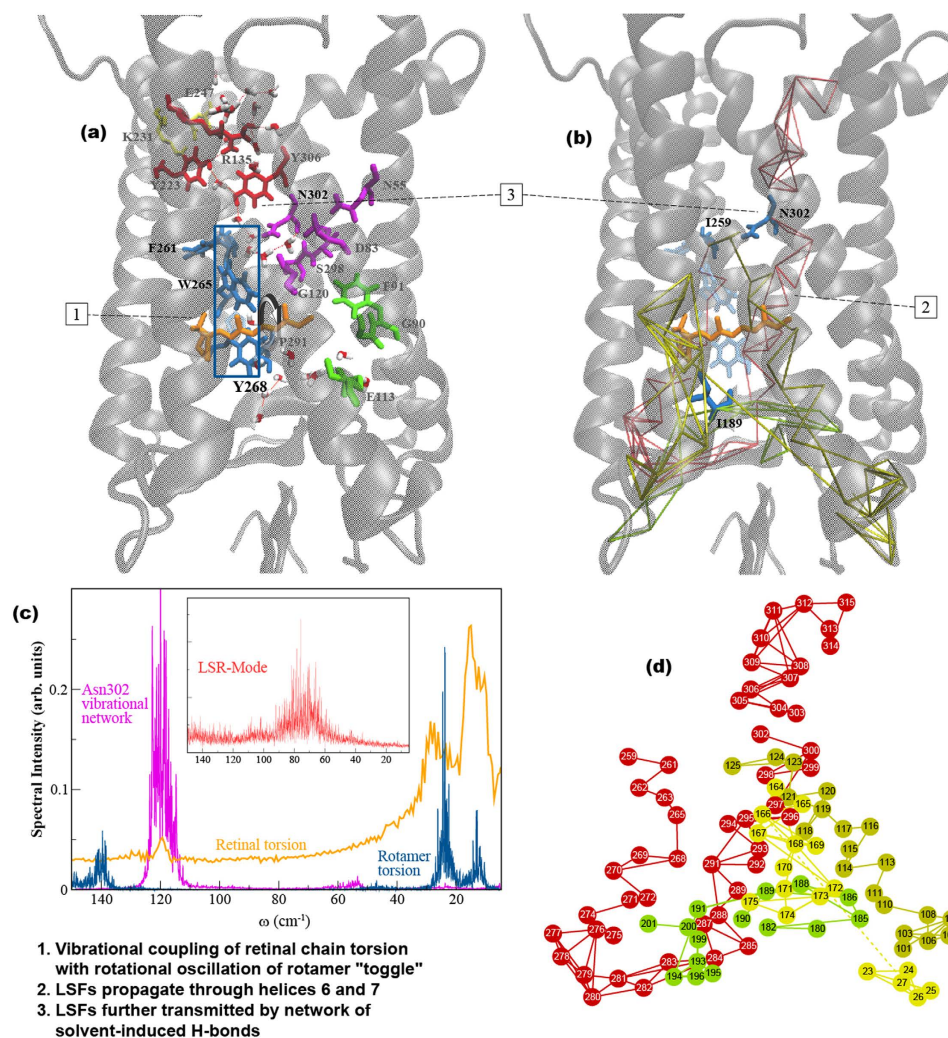 (a)
E247
K231
R135
Y223
Y306
N302
N55
F261
D83
W265
S298
G120
F91
1
G90
P291
Y268
E113
3
(b)
I259
N302
2
I189
(c)
Spectral Intensity (arb. units)
0.2
0.1
0
Asn302
vibrational
network
LSR-Mode
150 140 120 100 80 60 40 20
Retinal torsion
Rotamer
torsion
150 140 120 100 80 60 40 20
ω (cm-1)
1. Vibrational coupling of retinal chain torsion
with rotational oscillation of rotamer "toggle"
2. LSFs propagate through helices 6 and 7
3. LSFs further transmitted by network of
solvent-induced H-bonds
(d)
311 312 315
310 313
314
309 308
307
306
305 304 303
302
300
259 261 125 124 123 299
298
262 263 164 121 120
265 297 165 119
294 295 166 296
167 118 117 116
269 268 293 168 169 115
270 291 292 114 113
170
271 272 289 189 171 188 172 186 111
175 173 110
274 191 190 174 185 108
277 276 275 201 200 287 288 182 180 103
199 285 101 106
278
279 281 283 193 284
280 282 194 196 195
23 24
27
26 25